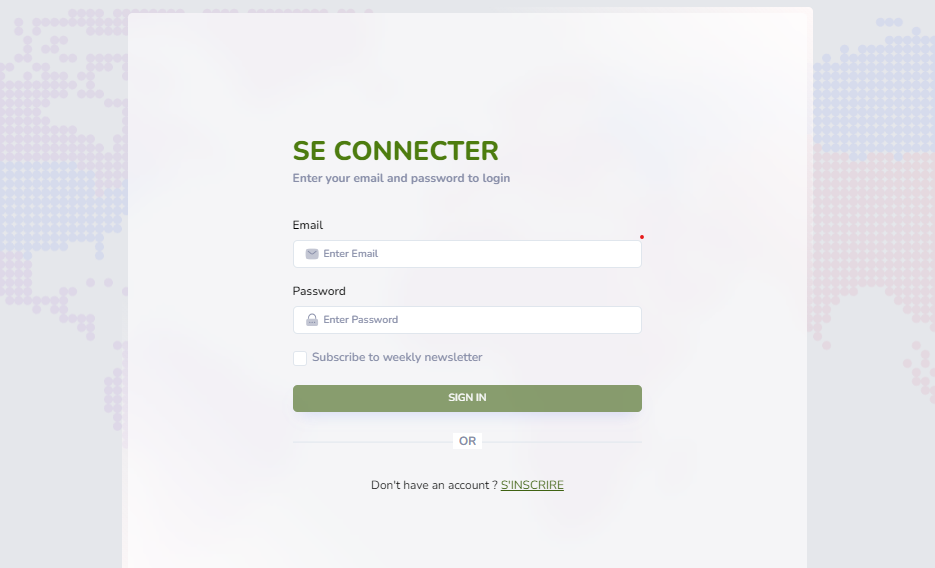 SE CONNECTER
Enter your email and password to login
Email
Enter Email
Password
Enter Password
Subscribe to weekly newsletter
SIGN IN
OR
Don't have an account ? S'INSCRIRE